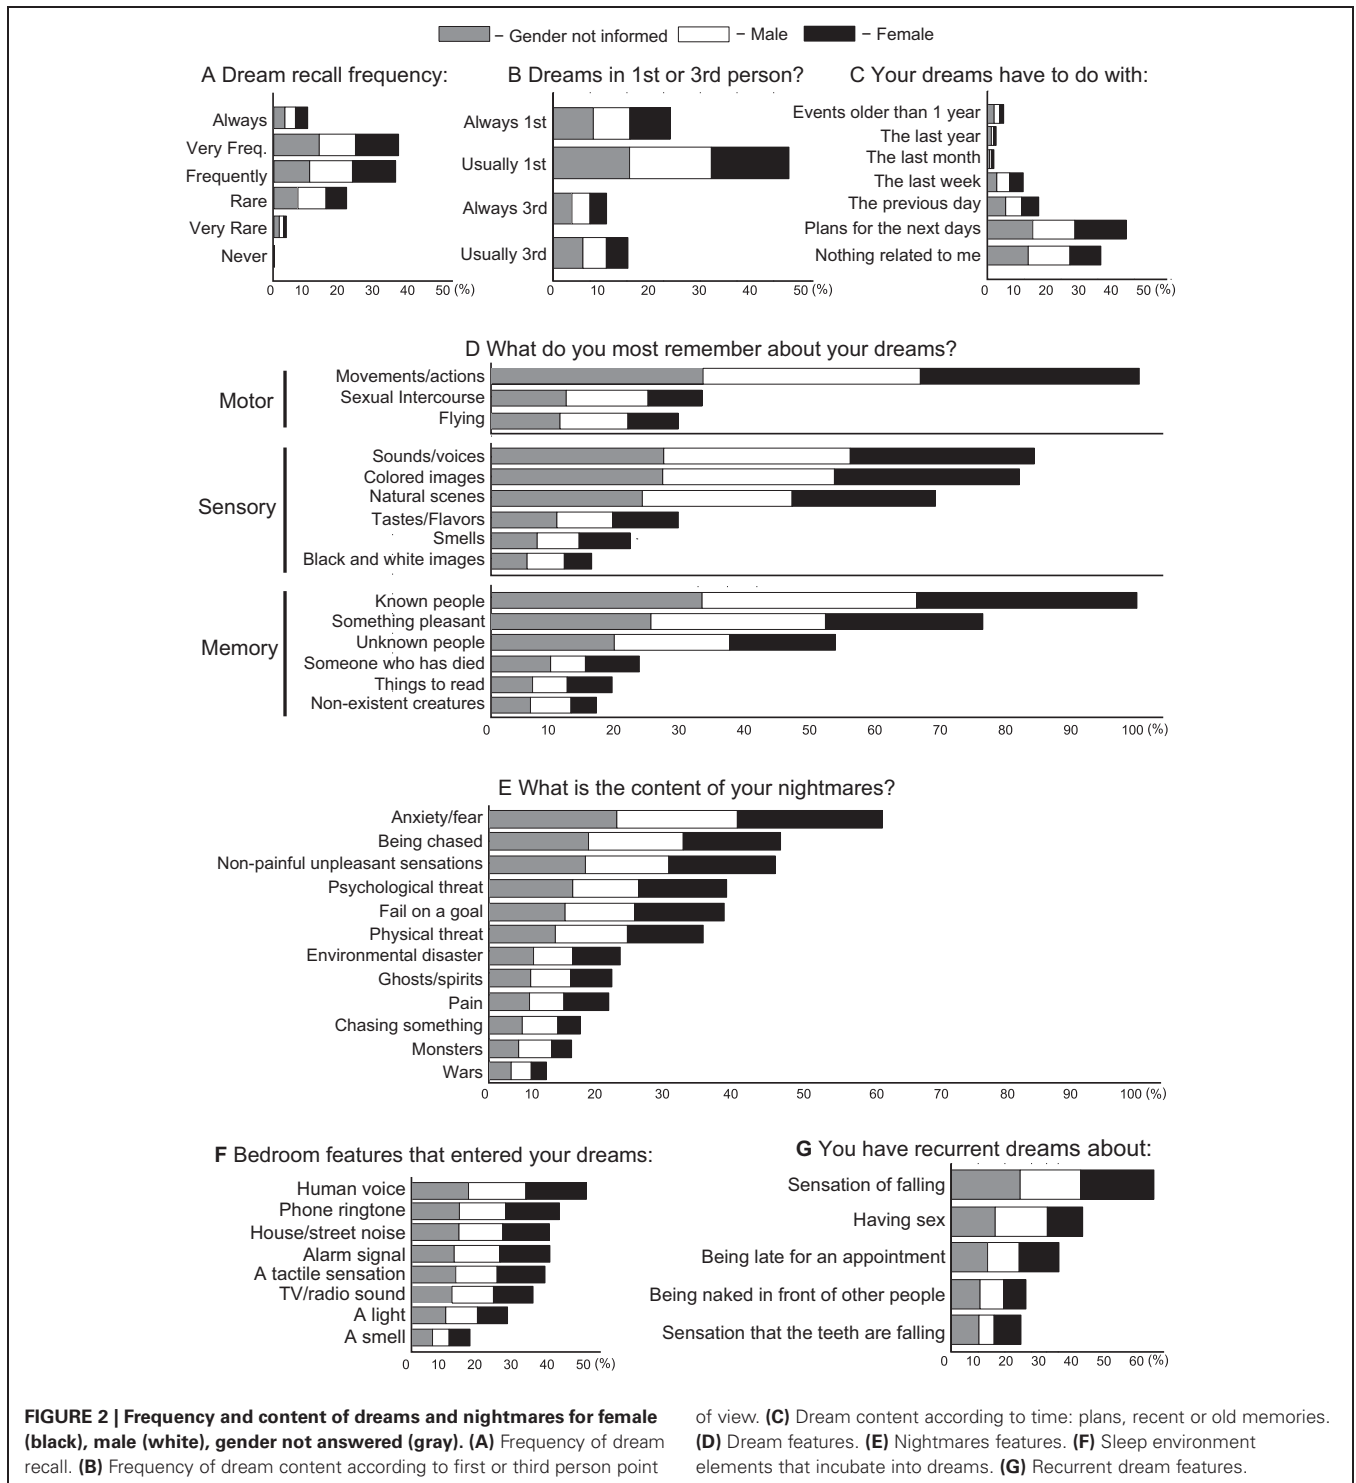 – Gender not informed – Male – Female
A Dream recall frequency:
Always
Very Freq.
Frequently
Rare
Very Rare
Never
0 10 20 30 40 50 (%)
B Dreams in 1st or 3rd person?
Always 1st
Usually 1st
Always 3rd
Usually 3rd
0 10 20 30 40 50 (%)
C Your dreams have to do with:
Events older than 1 year
The last year
The last month
The last week
The previous day
Plans for the next days
Nothing related to me
0 10 20 30 40 50 (%)
D What do you most remember about your dreams?
Motor
Movements/actions
Sexual Intercourse
Flying
Sensory
Sounds/voices
Colored images
Natural scenes
Tastes/Flavors
Smells
Black and white images
Memory
Known people
Something pleasant
Unknown people
Someone who has died
Things to read
Non-existent creatures
0 10 20 30 40 50 60 70 80 90 100 (%)
E What is the content of your nightmares?
Anxiety/fear
Being chased
Non-painful unpleasant sensations
Psychological threat
Fail on a goal
Physical threat
Environmental disaster
Ghosts/spirits
Pain
Chasing something
Monsters
Wars
0 10 20 30 40 50 60 70 80 90 100 (%)
F Bedroom features that entered your dreams:
Human voice
Phone ringtone
House/street noise
Alarm signal
A tactile sensation
TV/radio sound
A light
A smell
0 10 20 30 40 50 (%)
G You have recurrent dreams about:
Sensation of falling
Having sex
Being late for an appointment
Being naked in front of other people
Sensation that the teeth are falling
0 10 20 30 40 50 60 (%)
FIGURE 2 | Frequency and content of dreams and nightmares for female
(black), male (white), gender not answered (gray). (A) Frequency of dream
recall. (B) Frequency of dream content according to first or third person point
of view. (C) Dream content according to time: plans, recent or old memories.
(D) Dream features. (E) Nightmares features. (F) Sleep environment
elements that incubate into dreams. (G) Recurrent dream features.